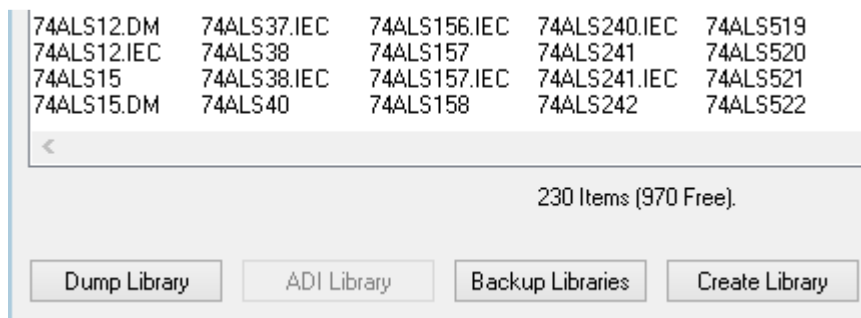 74ALS12.DM 74ALS37.IEC 74ALS156.IEC 74ALS240.IEC 74ALS519
74ALS12.IEC 74ALS38 74ALS157 74ALS241 74ALS520
74ALS15 74ALS38.IEC 74ALS157.IEC 74ALS241.IEC 74ALS521
74ALS15.DM 74ALS40 74ALS158 74ALS242 74ALS522
230 Items (970 Free).
Dump Library ADI Library Backup Libraries Create Library